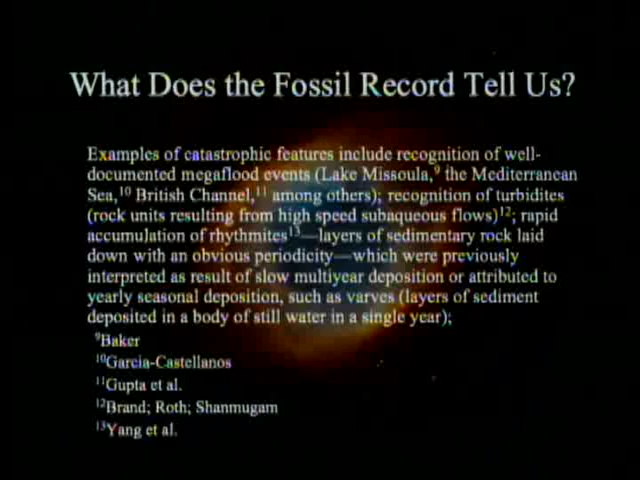 What Does the Fossil Record Tell Us?
Examples of catastrophic features include recognition of well-
documented megaflood events (Lake Missoula,⁹ the Mediterranean
Sea,¹⁰ British Channel,¹¹ among others); recognition of turbidites
(rock units resulting from high speed subaqueous flows)¹²; rapid
accumulation of rhythmites¹³—layers of sedimentary rock laid
down with an obvious periodicity—which were previously
interpreted as result of slow multiyear deposition or attributed to
yearly seasonal deposition, such as varves (layers of sediment
deposited in a body of still water in a single year);
⁹Baker
¹⁰Garcia-Castellanos
¹¹Gupta et al.
¹²Brand; Roth; Shanmugam
¹³Yang et al.